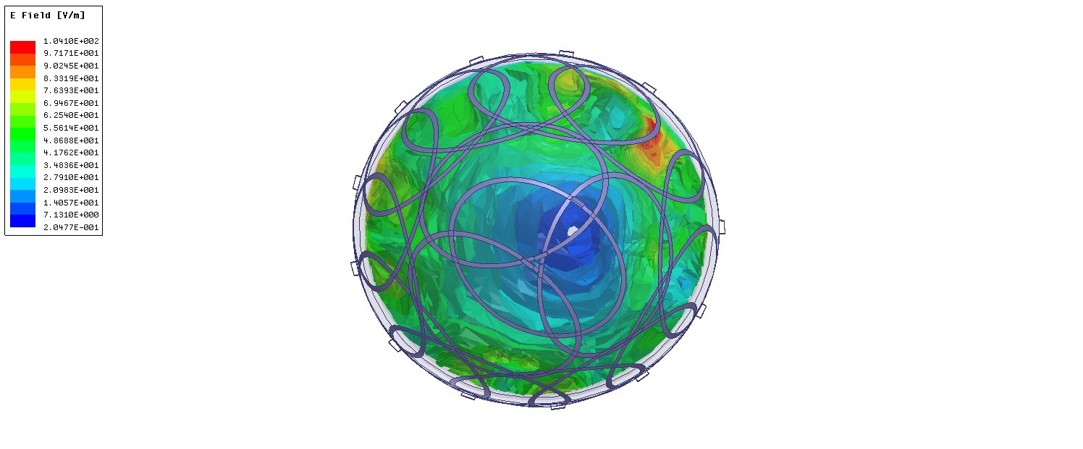 E Field [V/m]
1.0410E+002
9.7171E+001
9.0245E+001
8.3319E+001
7.6393E+001
6.9467E+001
6.2540E+001
5.5614E+001
4.8688E+001
4.1762E+001
3.4836E+001
2.7910E+001
2.0983E+001
1.4057E+001
7.1310E+000
2.0477E-001